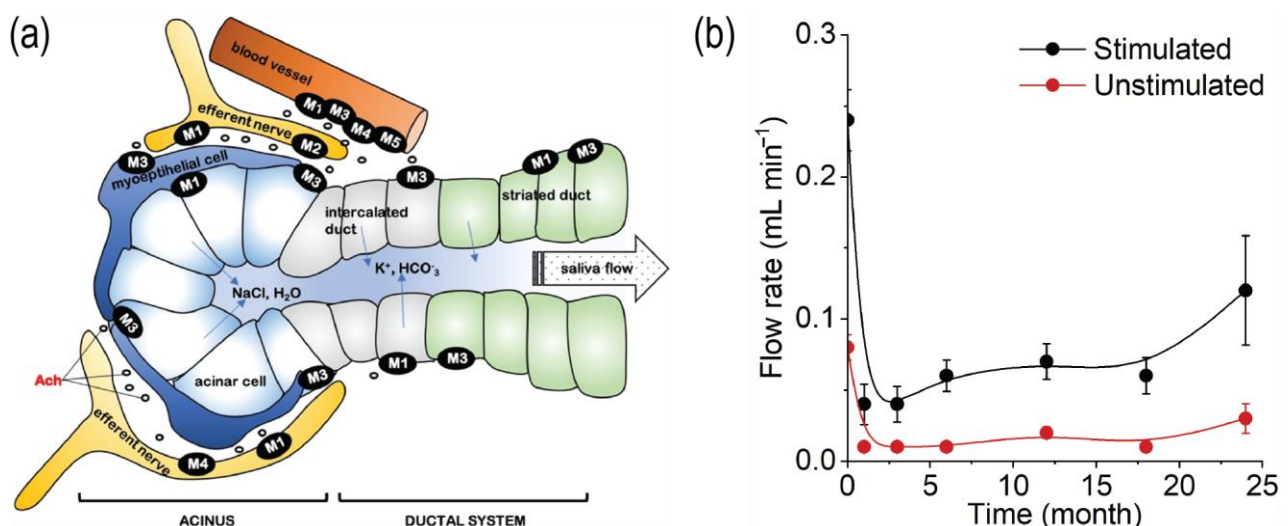 (a)
blood vessel
M1
M3
M4
M5
efferent nerve
M1
M2
M3
myoeptihelial cell
M1
M3
M3
M1
M3
intercalated
duct
striated duct
K⁺, HCO⁻₃
saliva flow
NaCl, H₂O
M3
Ach
acinar cell
M3
M1
M3
efferent nerve
M4
M1
ACINUS
DUCTAL SYSTEM
(b)
Stimulated
Unstimulated
Flow rate (mL min⁻¹)
0.3
0.2
0.1
0.0
0 5 10 15 20 25
Time (month)